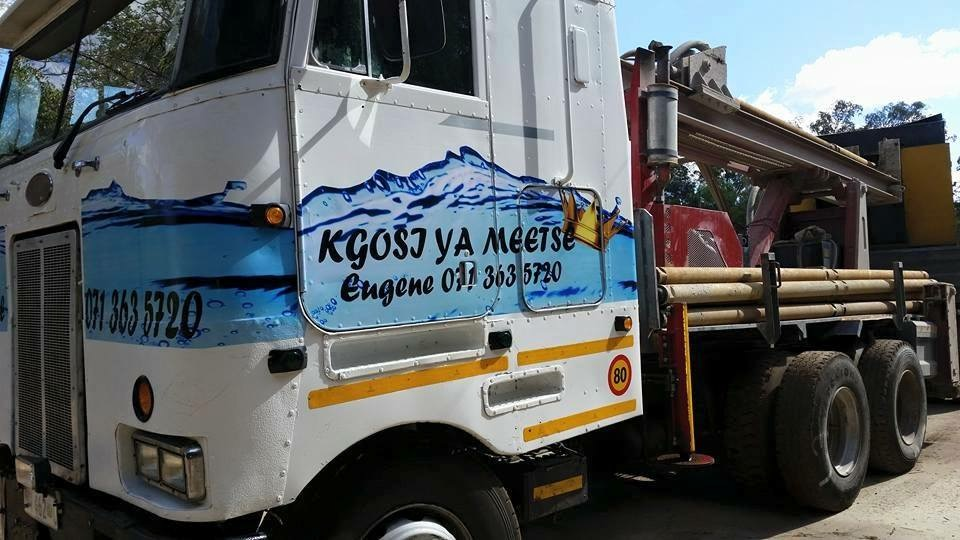 071 363 5720
KGOSI YA MEETSE
Eugene 071 363 5720
80